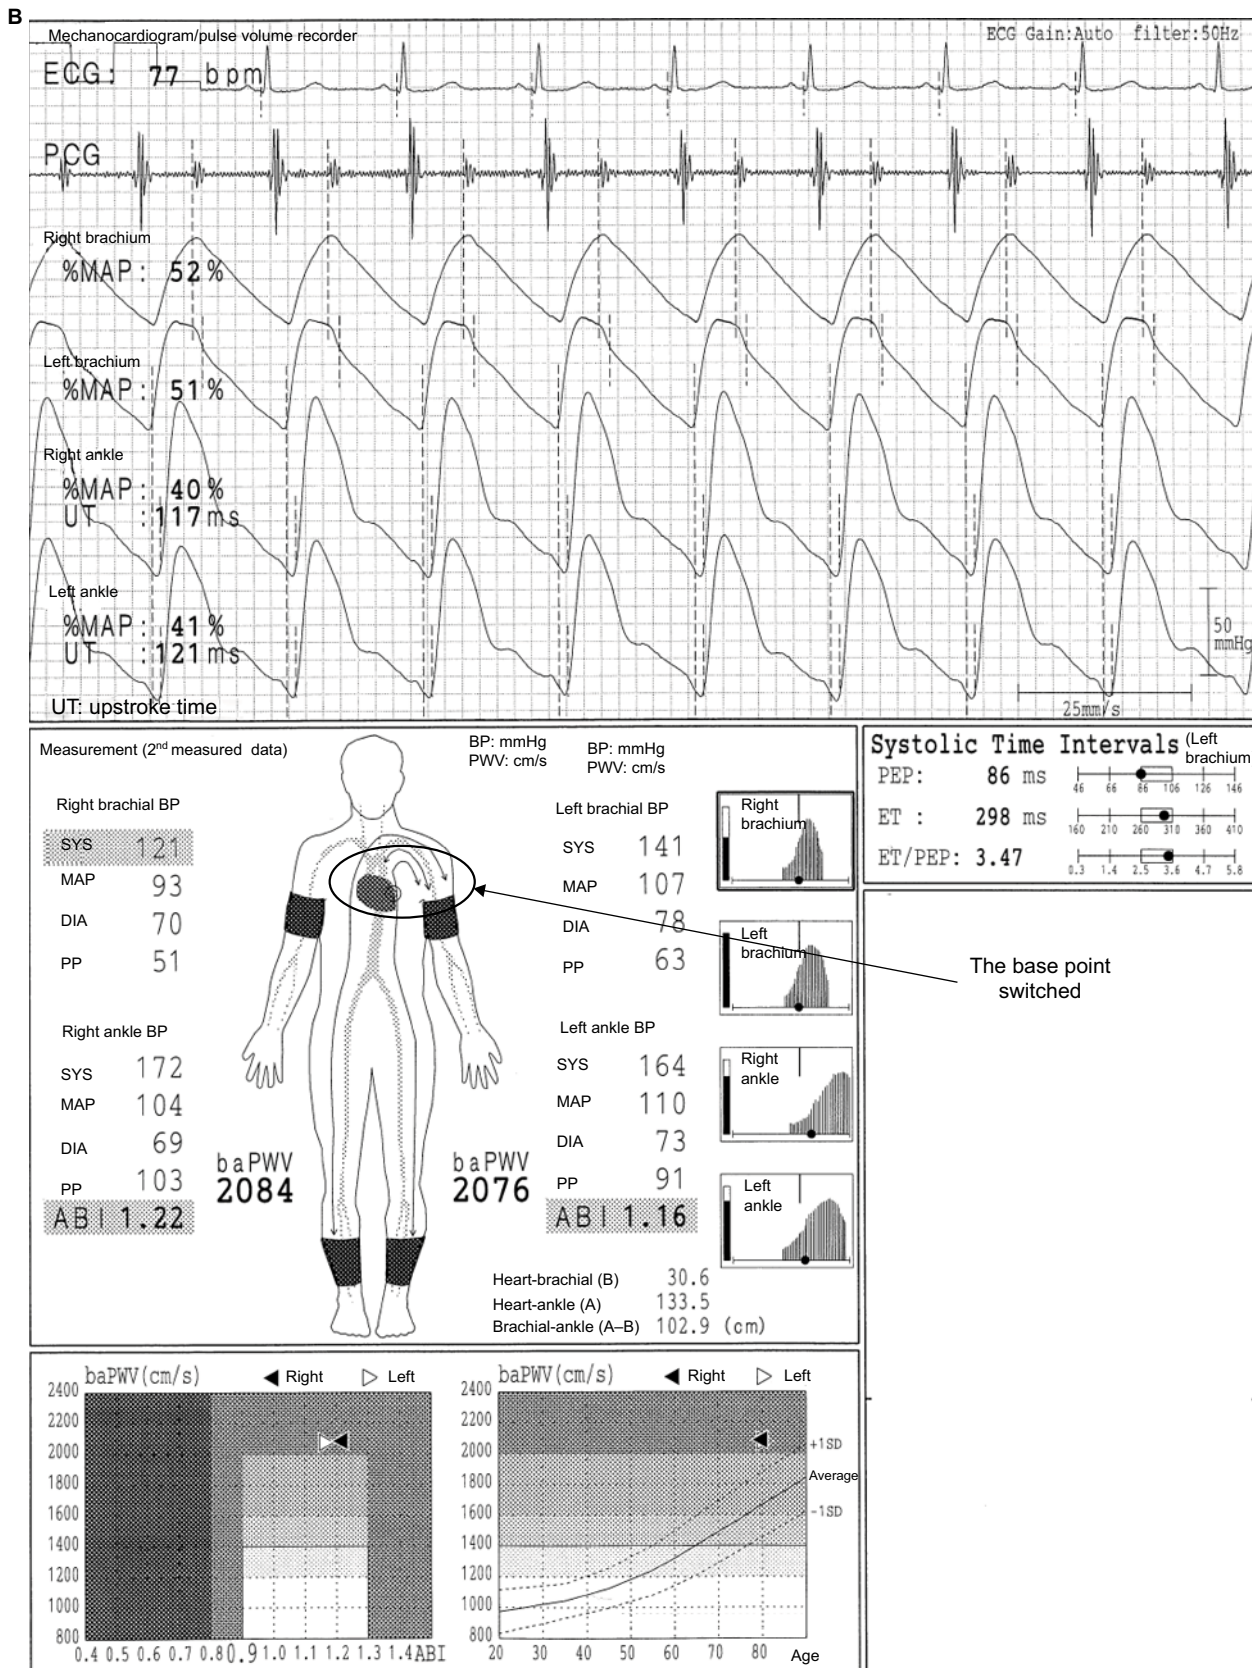 B
Mechanocardiogram/pulse volume recorder
ECG Gain:Auto filter:50Hz
ECG: 77 bpm
PCG
Right brachium
%MAP: 52%
Left brachium
%MAP: 51%
Right ankle
%MAP: 40%
UT :117ms
Left ankle
%MAP: 41%
UT :121ms
50
mmHg
UT: upstroke time
25mm/s
Measurement (2nd measured data)
BP: mmHg
PWV: cm/s
BP: mmHg
PWV: cm/s
Right brachial BP
SYS 121
MAP 93
DIA 70
PP 51
Left brachial BP
SYS 141
MAP 107
DIA 78
PP 63
Right ankle BP
SYS 172
MAP 104
DIA 69
PP 103
ABI 1.22
baPWV
2084
baPWV
2076
Left ankle BP
SYS 164
MAP 110
DIA 73
PP 91
ABI 1.16
Heart-brachial (B) 30.6
Heart-ankle (A) 133.5
Brachial-ankle (A–B) 102.9 (cm)
Right
brachium
Left
brachium
Right
ankle
Left
ankle
Systolic Time Intervals (Left
brachium
PEP: 86 ms
46 66 86 106 126 146
ET : 298 ms
160 210 260 310 360 410
ET/PEP: 3.47
0.3 1.4 2.5 3.6 4.7 5.8
The base point
switched
baPWV(cm/s) Right Left
2400
2200
2000
1800
1600
1400
1200
1000
800
0.4 0.5 0.6 0.7 0.8 0.9 1.0 1.1 1.2 1.3 1.4 ABI
baPWV(cm/s) Right Left
2400
2200
2000
1800
1600
1400
1200
1000
800
+1SD
Average
-1SD
20 30 40 50 60 70 80 Age